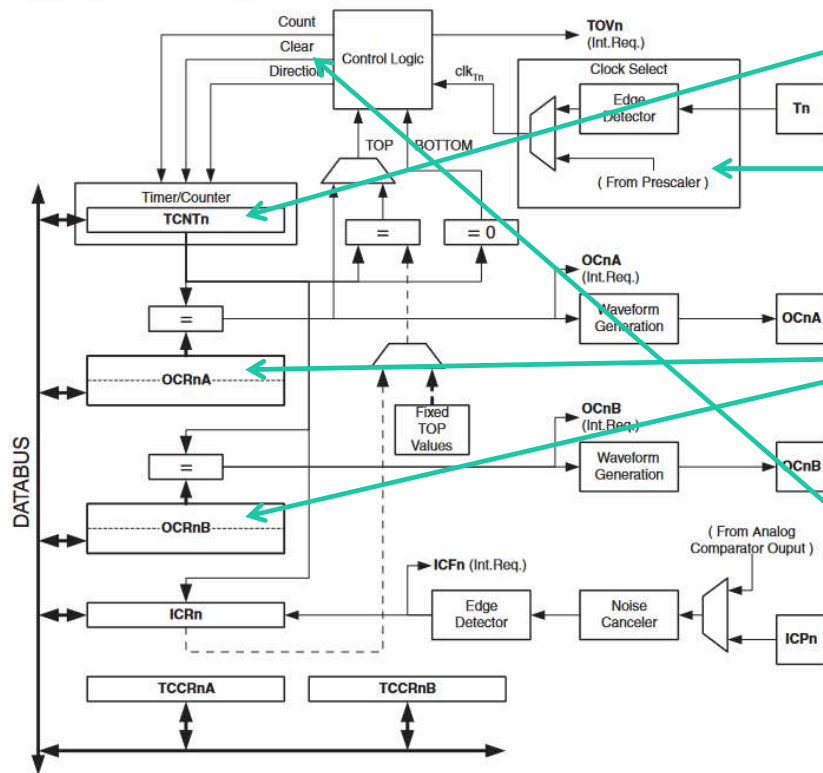 Count
Clear
Direction
Control Logic
TOVn
(Int.Req.)
clkTn
Clock Select
Edge
Detector
Tn
( From Prescaler )
TOP
BOTTOM
Timer/Counter
TCNTn
=
= 0
OCnA
(Int.Req.)
=
Waveform
Generation
OCnA
OCRnA
Fixed
TOP
Values
OCnB
(Int.Req.)
=
Waveform
Generation
OCnB
OCRnB
DATABUS
( From Analog
Comparator Ouput )
ICFn (Int.Req.)
ICRn
Edge
Detector
Noise
Canceler
ICPn
TCCRnA
TCCRnB